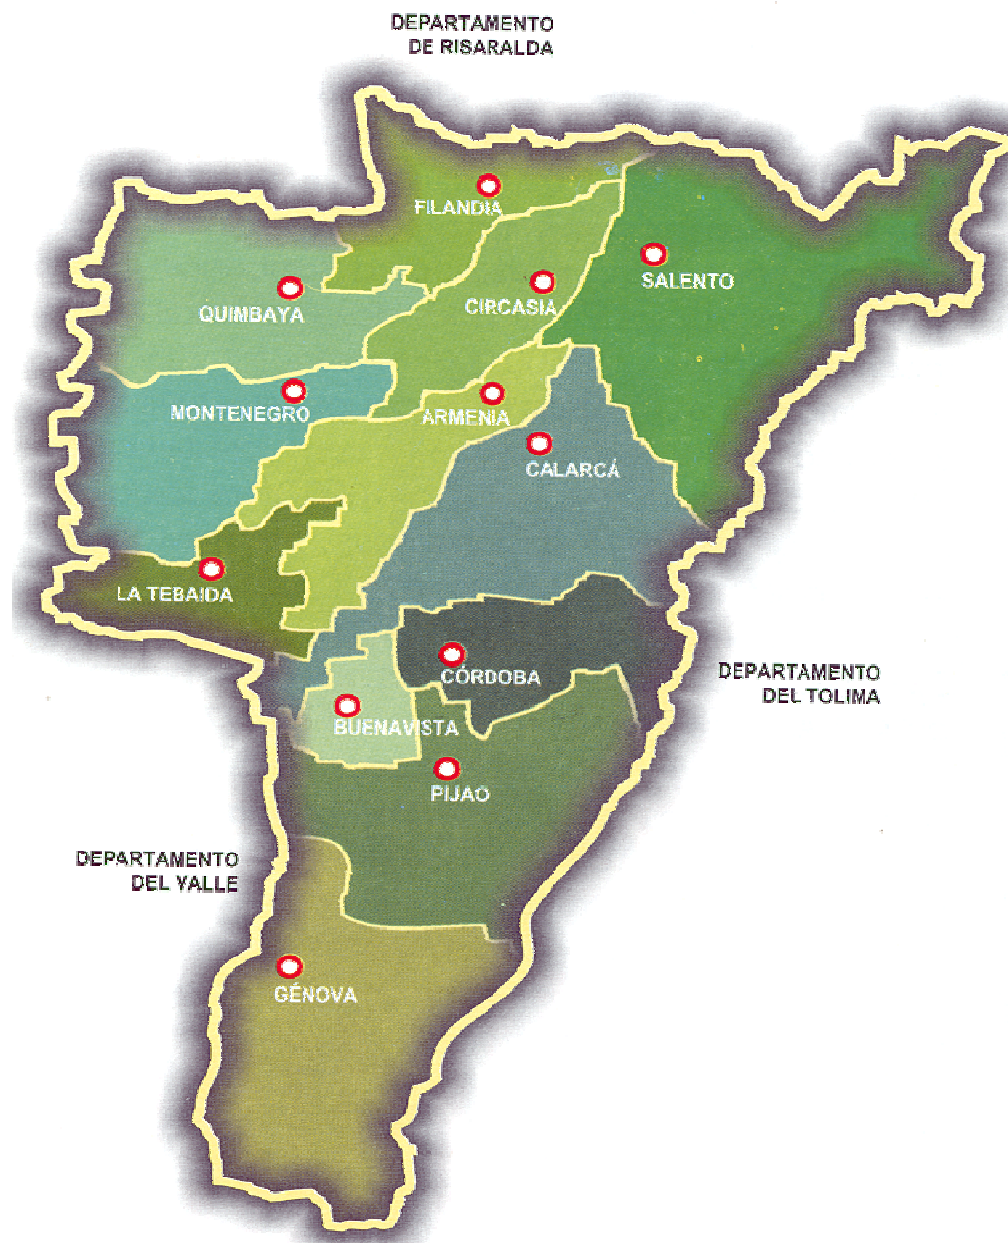 DEPARTAMENTO
DE RISARALDA
FILANDIA
SALENTO
CIRCASIA
QUIMBAYA
MONTENEGRO
ARMENIA
CALARCÁ
LA TEBAIDA
CÓRDOBA
DEPARTAMENTO
DEL TOLIMA
BUENAVISTA
PIJAO
DEPARTAMENTO
DEL VALLE
GÉNOVA